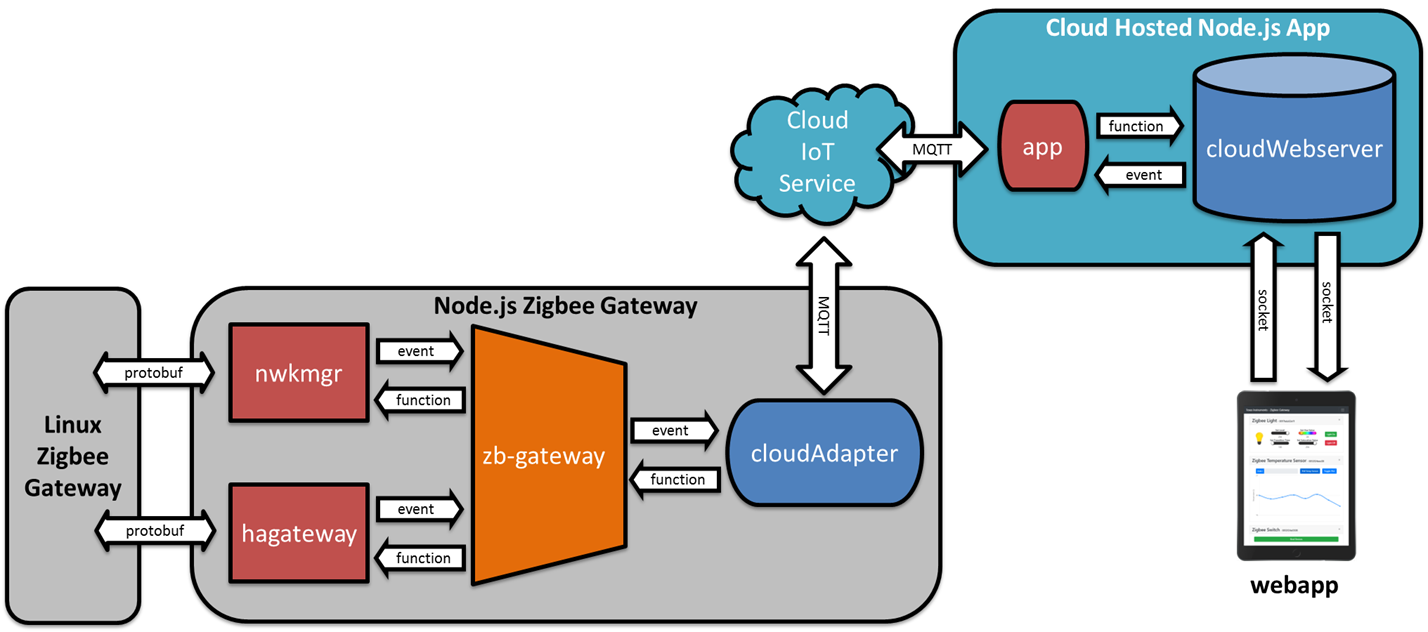 Cloud Hosted Node.js App
Cloud
IoT
Service
MQTT
app
function
event
cloudWebserver
MQTT
socket
socket
Node.js Zigbee Gateway
Linux
Zigbee
Gateway
protobuf
nwkmgr
event
function
zb-gateway
event
function
cloudAdapter
protobuf
hagateway
event
function
Zigbee Light
Zigbee Temperature Sensor
Zigbee Switch
webapp